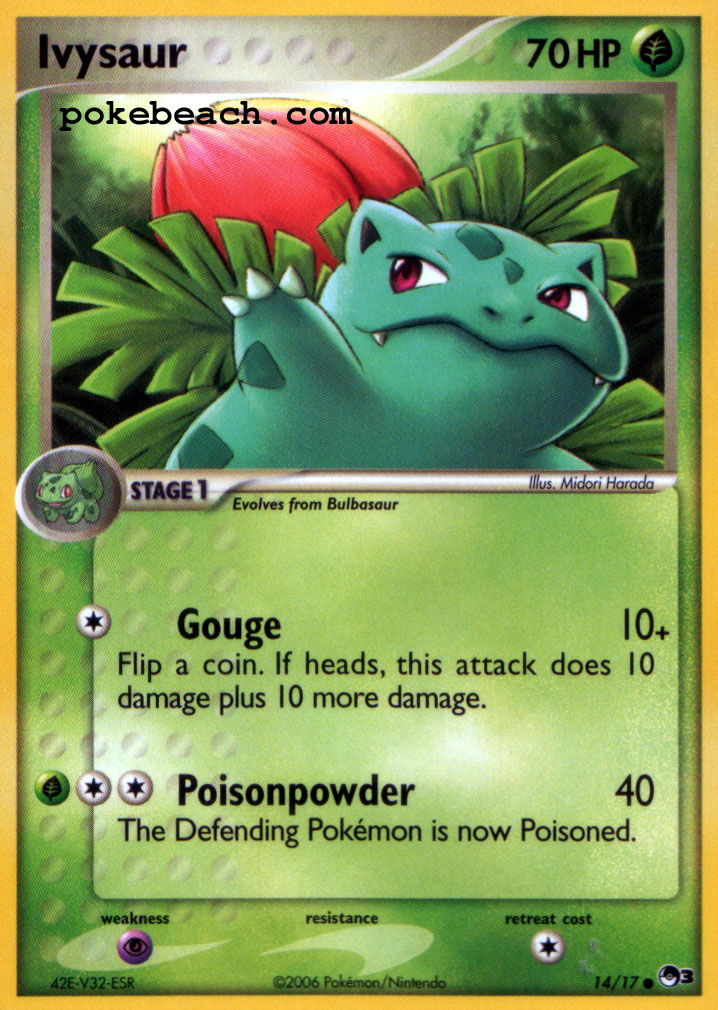 Ivysaur 70 HP
pokebeach.com
STAGE 1
Illus. Midori Harada
Evolves from Bulbasaur
Gouge 10+
Flip a coin. If heads, this attack does 10
damage plus 10 more damage.
Poisonpowder 40
The Defending Pokémon is now Poisoned.
weakness resistance retreat cost
42E-V32-ESR ©2006 Pokémon/Nintendo 14/17 3